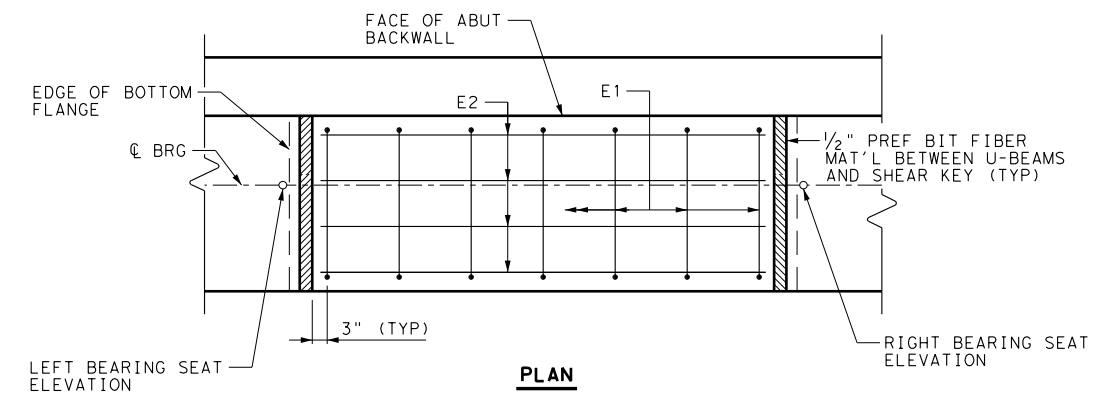 FACE OF ABUT
BACKWALL
EDGE OF BOTTOM
FLANGE
E2
E1
℄ BRG
1/2" PREF BIT FIBER
MAT'L BETWEEN U-BEAMS
AND SHEAR KEY (TYP)
3" (TYP)
LEFT BEARING SEAT
ELEVATION
RIGHT BEARING SEAT
ELEVATION
PLAN